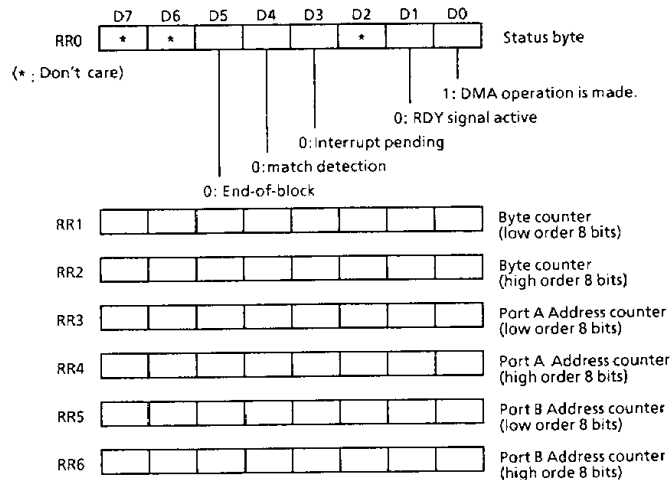 D7 D6 D5 D4 D3 D2 D1 D0
RR0 * * * Status byte
(* : Don't care)
1: DMA operation is made.
0: RDY signal active
0: Interrupt pending
0: match detection
0: End-of-block
RR1 Byte counter
(low order 8 bits)
RR2 Byte counter
(high order 8 bits)
RR3 Port A Address counter
(low order 8 bits)
RR4 Port A Address counter
(high order 8 bits)
RR5 Port B Address counter
(low order 8 bits)
RR6 Port B Address counter
(high orde 8 bits)